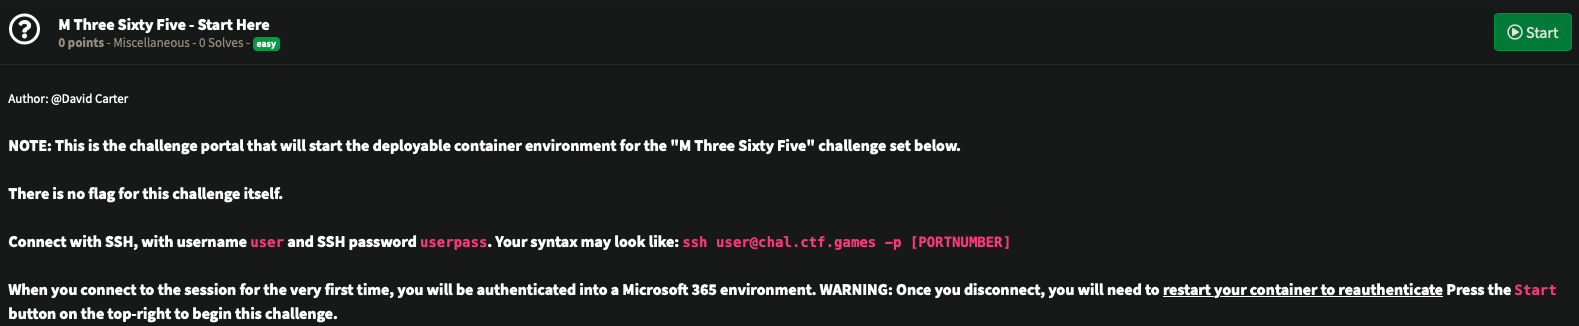 M Three Sixty Five - Start Here
0 points - Miscellaneous - 0 Solves - easy
Start
Author: @David Carter
NOTE: This is the challenge portal that will start the deployable container environment for the "M Three Sixty Five" challenge set below.
There is no flag for this challenge itself.
Connect with SSH, with username user and SSH password userpass. Your syntax may look like: ssh user@chal.ctf.games -p [PORTNUMBER]
When you connect to the session for the very first time, you will be authenticated into a Microsoft 365 environment. WARNING: Once you disconnect, you will need to restart your container to reauthenticate Press the Start
button on the top-right to begin this challenge.